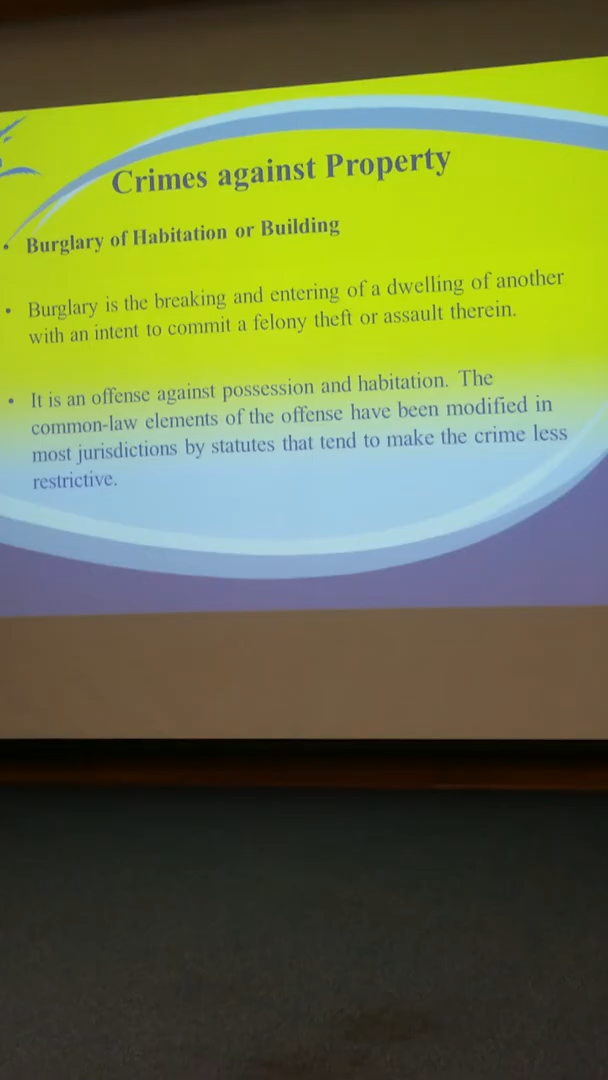 Crimes against Property
• Burglary of Habitation or Building
• Burglary is the breaking and entering of a dwelling of another
with an intent to commit a felony theft or assault therein.
• It is an offense against possession and habitation. The
common-law elements of the offense have been modified in
most jurisdictions by statutes that tend to make the crime less
restrictive.